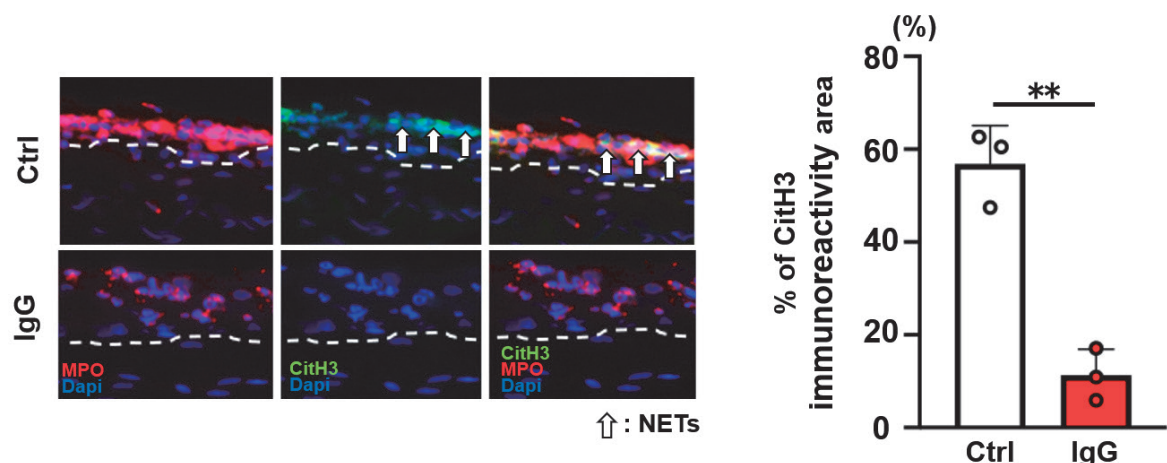 Ctrl
IgG
MPO
Dapi
CitH3
Dapi
CitH3
MPO
Dapi
⇧: NETs
(%)
% of CitH3
immunoreactivity area
80
60
40
20
0
**
Ctrl
IgG